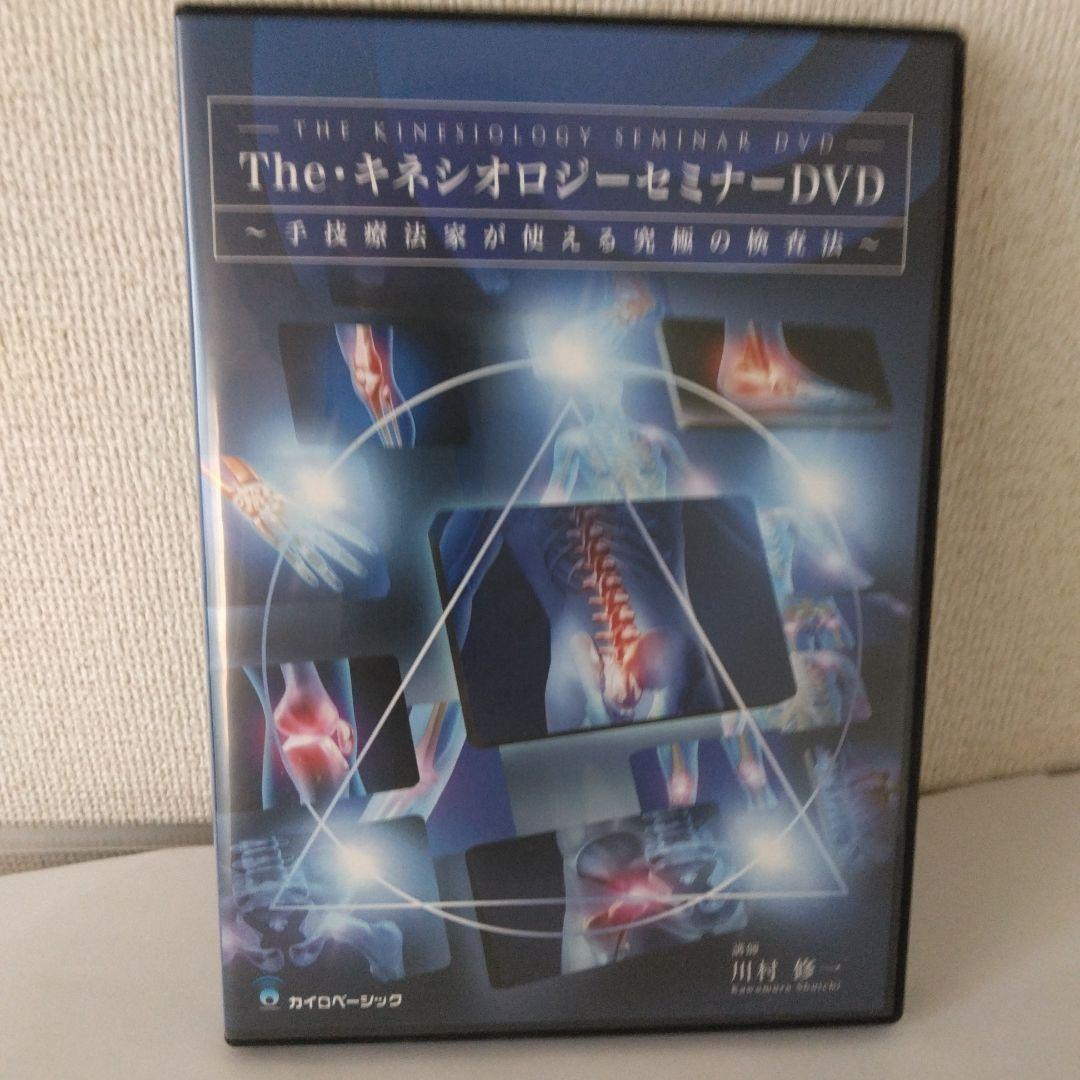 THE KINESIOLOGY SEMINAR DVD
The・キネシオロジーセミナーDVD
~手技療法家が使える究極の検査法~
講師
川村 修一
Kawamura Shuichi
カイロベーシック